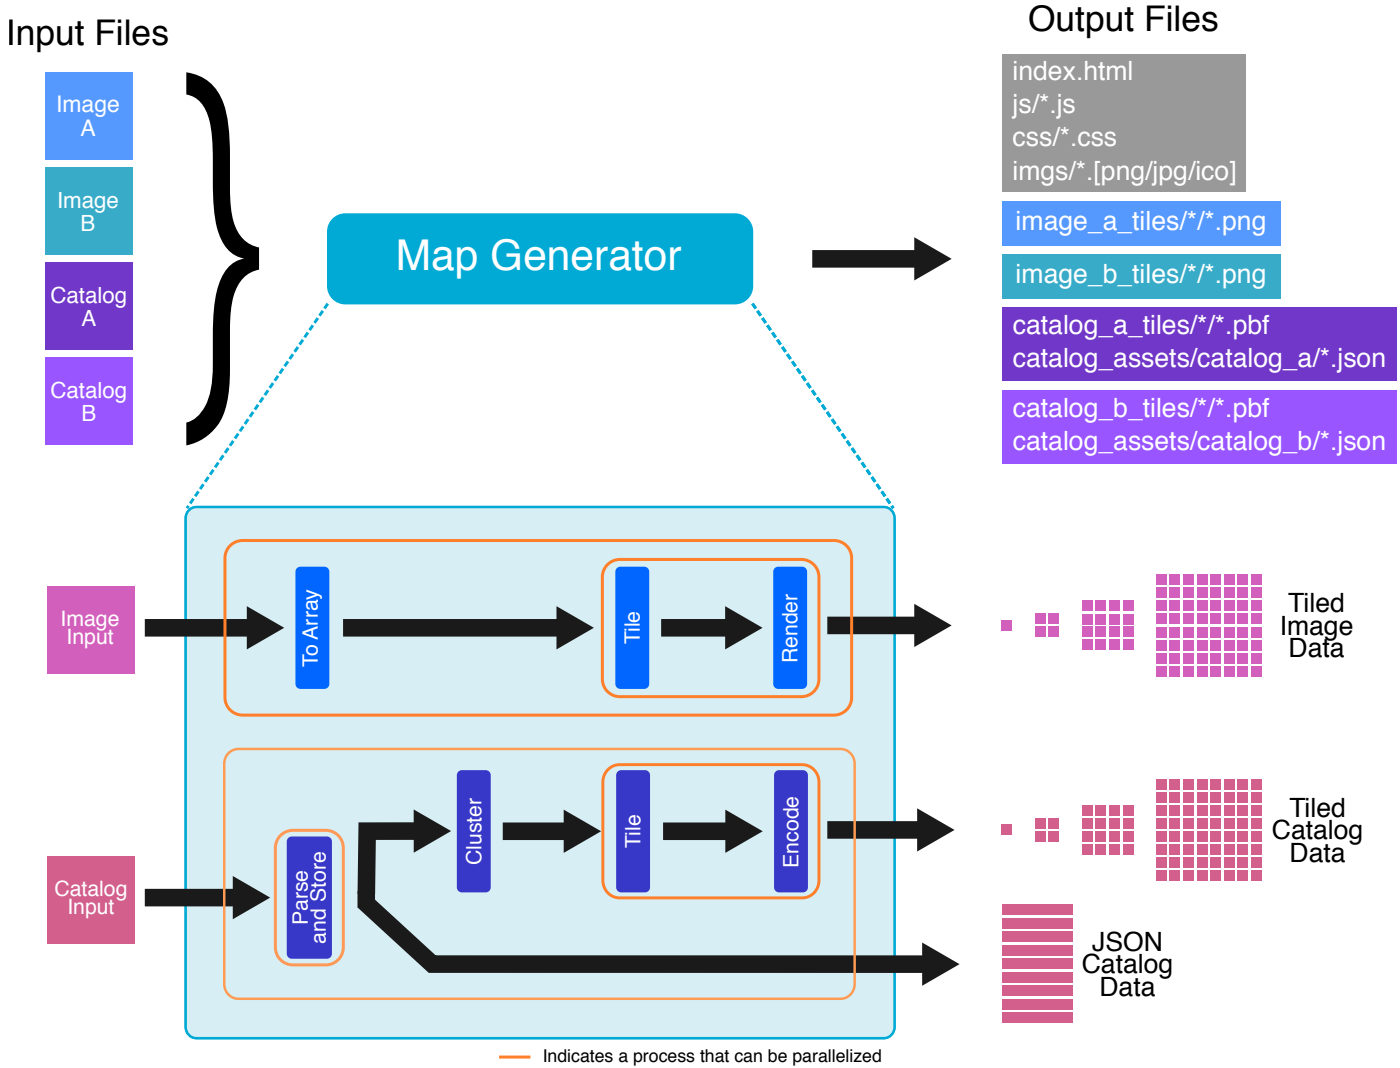 Input Files
Image
A
Image
B
Catalog
A
Catalog
B
Map Generator
Output Files
index.html
js/*.js
css/*.css
imgs/*.[png/jpg/ico]
image_a_tiles/*/*.png
image_b_tiles/*/*.png
catalog_a_tiles/*/*.pbf
catalog_assets/catalog_a/*.json
catalog_b_tiles/*/*.pbf
catalog_assets/catalog_b/*.json
Image
Input
To Array
Tile
Render
Tiled
Image
Data
Catalog
Input
Parse
and Store
Cluster
Tile
Encode
Tiled
Catalog
Data
JSON
Catalog
Data
Indicates a process that can be parallelized